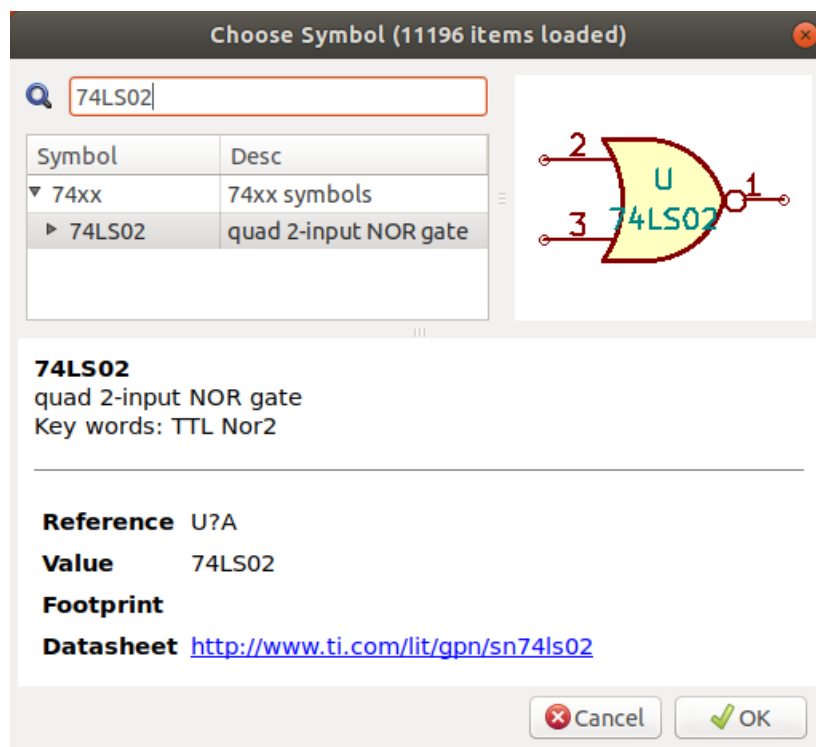 Choose Symbol (11196 items loaded)
74LS02
Symbol Desc
74xx 74xx symbols
74LS02 quad 2-input NOR gate
2
3
U
74LS02
1
74LS02
quad 2-input NOR gate
Key words: TTL Nor2
Reference U?A
Value 74LS02
Footprint
Datasheet http://www.ti.com/lit/gpn/sn74ls02
Cancel OK